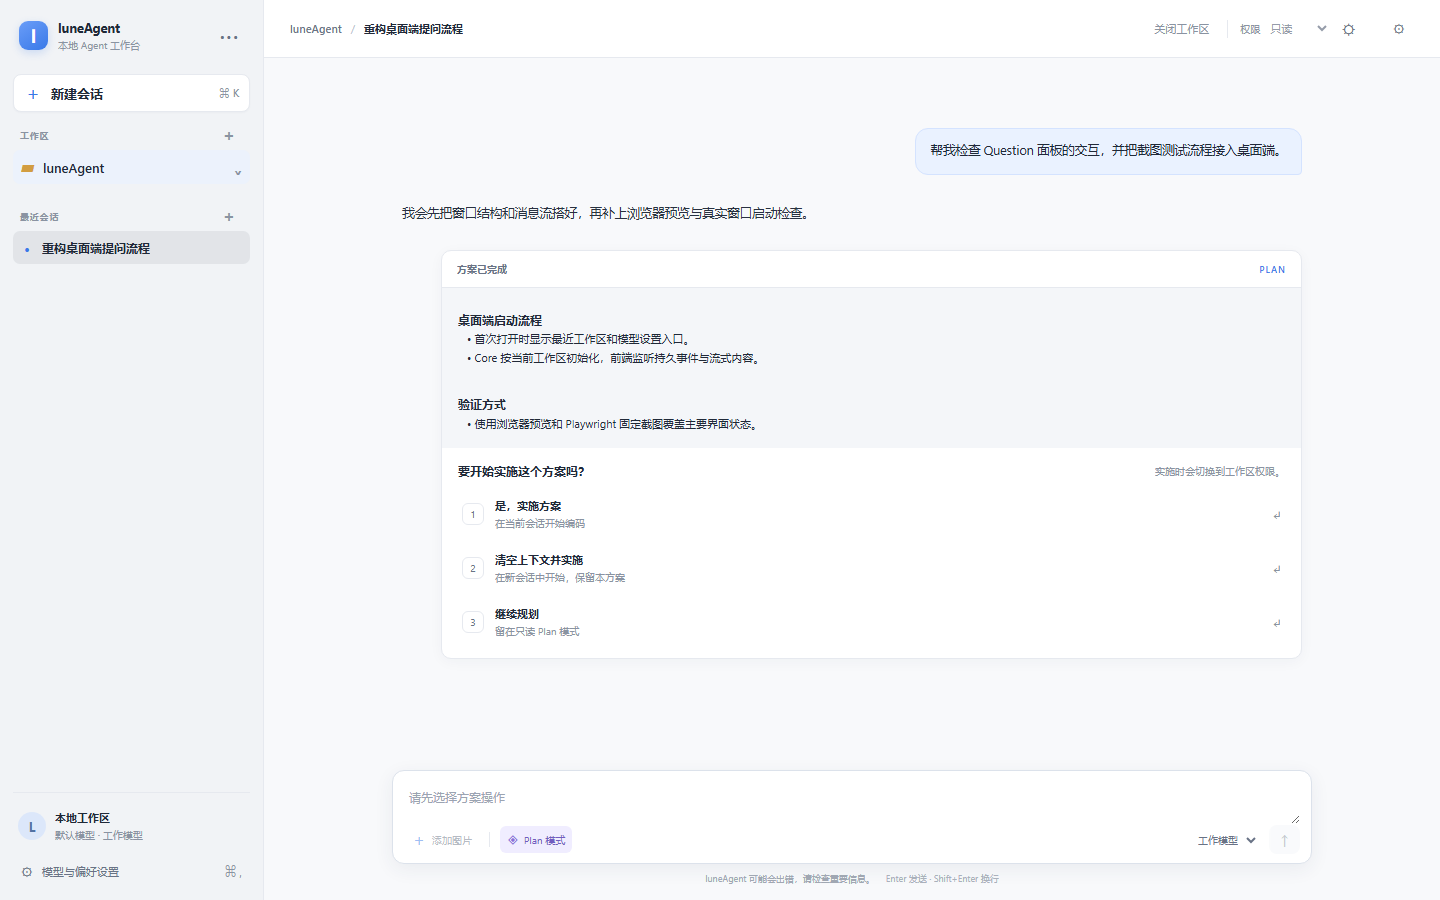 l
luneAgent
本地 Agent 工作台
新建会话
⌘ K
工作区
luneAgent
最近会话
重构桌面端提问流程
L
本地工作区
默认模型 · 工作模型
模型与偏好设置
⌘ ,
luneAgent / 重构桌面端提问流程
关闭工作区
权限 只读
帮我检查 Question 面板的交互，并把截图测试流程接入桌面端。
我会先把窗口结构和消息流搭好，再补上浏览器预览与真实窗口启动检查。
方案已完成
PLAN
桌面端启动流程
• 首次打开时显示最近工作区和模型设置入口。
• Core 按当前工作区初始化，前端监听持久事件与流式内容。
验证方式
• 使用浏览器预览和 Playwright 固定截图覆盖主要界面状态。
要开始实施这个方案吗？
实施时会切换到工作区权限。
1
是，实施方案
在当前会话开始编码
2
清空上下文并实施
在新会话中开始，保留本方案
3
继续规划
留在只读 Plan 模式
请先选择方案操作
添加图片
Plan 模式
工作模型
luneAgent 可能会出错，请检查重要信息。
Enter 发送 · Shift+Enter 换行